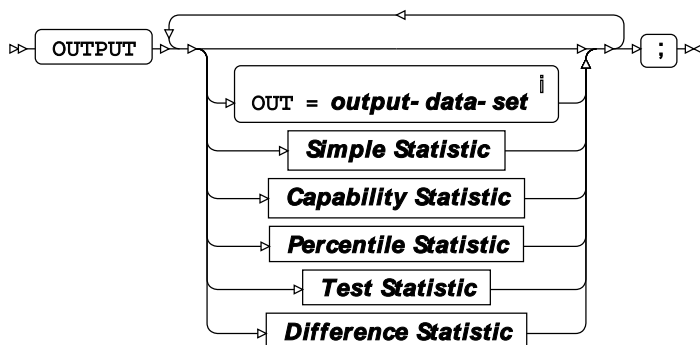 OUTPUT ;
OUT = output-data-set i
Simple Statistic
Capability Statistic
Percentile Statistic
Test Statistic
Difference Statistic